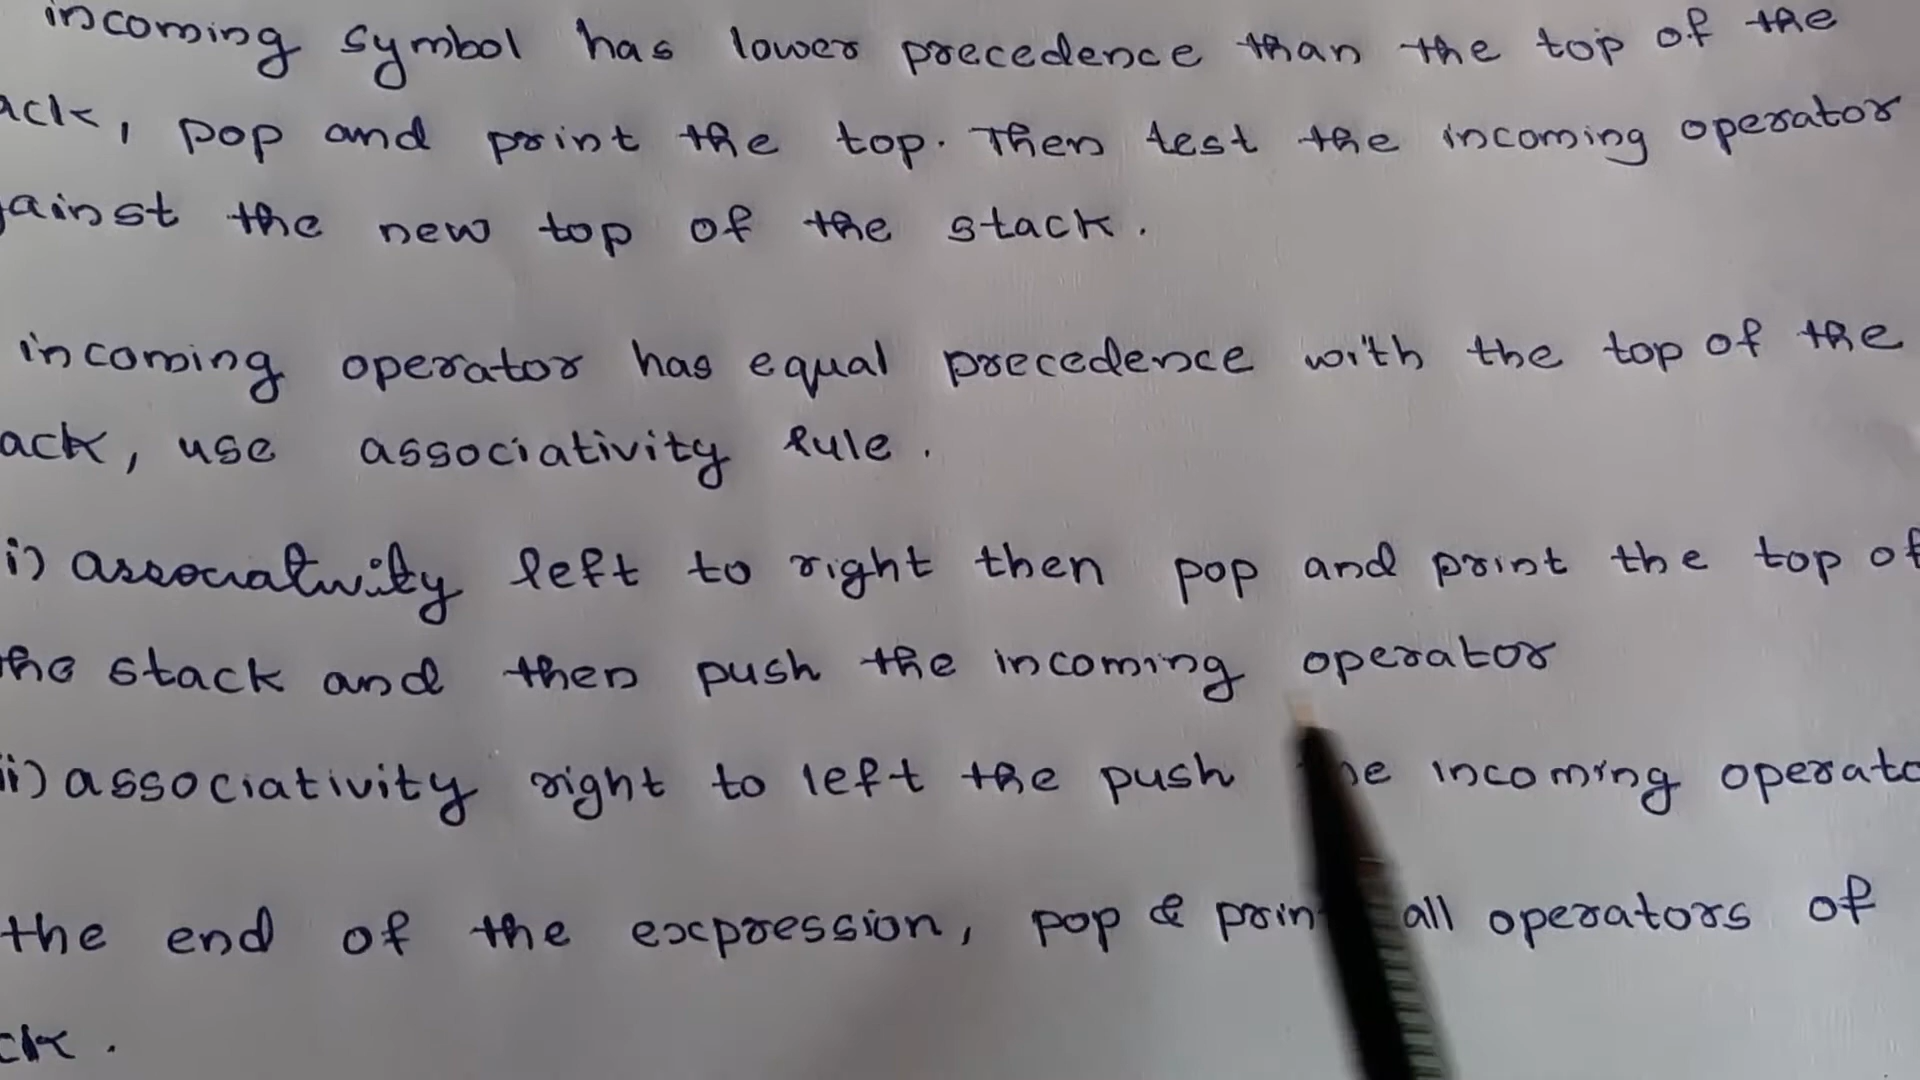 incoming symbol has lower precedence than the top of the
ack, pop and print the top. Then test the incoming operator
gainst the new top of the stack.
incoming operator has equal precedence with the top of the
ack, use associativity rule.
i) associativity left to right then pop and print the top of
he stack and then push the incoming operator
ii) associativity right to left the push he incoming operato
the end of the expression, pop & prin all operators of
ck.